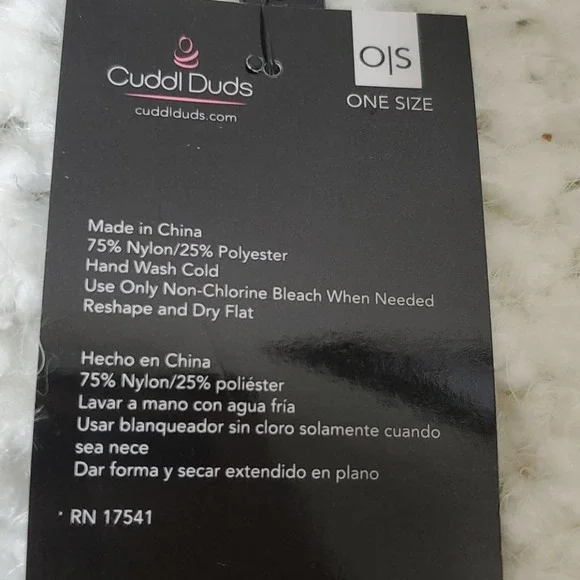 Cuddl Duds
cuddlduds.com
O|S
ONE SIZE
Made in China
75% Nylon/25% Polyester
Hand Wash Cold
Use Only Non-Chlorine Bleach When Needed
Reshape and Dry Flat
Hecho en China
75% Nylon/25% poliéster
Lavar a mano con agua fría
Usar blanqueador sin cloro solamente cuando
sea nece
Dar forma y secar extendido en plano
RN 17541